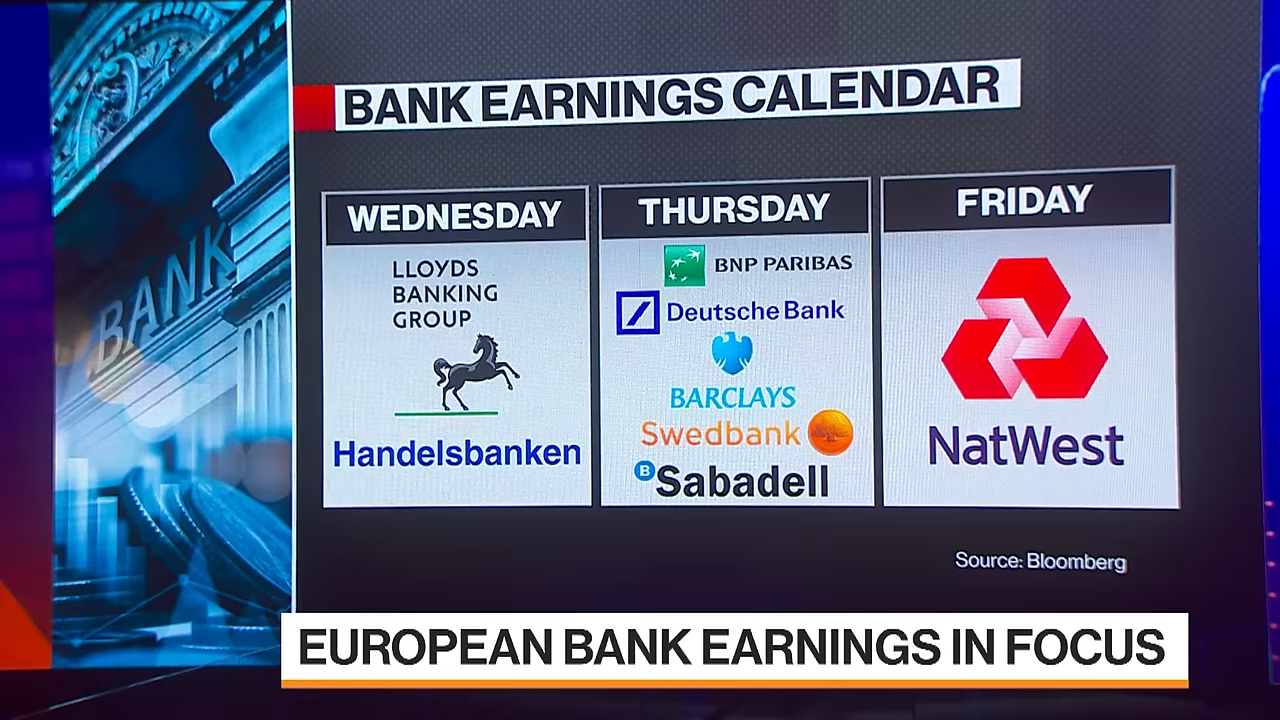 BANK
BANK EARNINGS CALENDAR
WEDNESDAY
LLOYDS
BANKING
GROUP
Handelsbanken
THURSDAY
BNP PARIBAS
Deutsche Bank
BARCLAYS
Swedbank
B
Sabadell
FRIDAY
NatWest
Source: Bloomberg
EUROPEAN BANK EARNINGS IN FOCUS